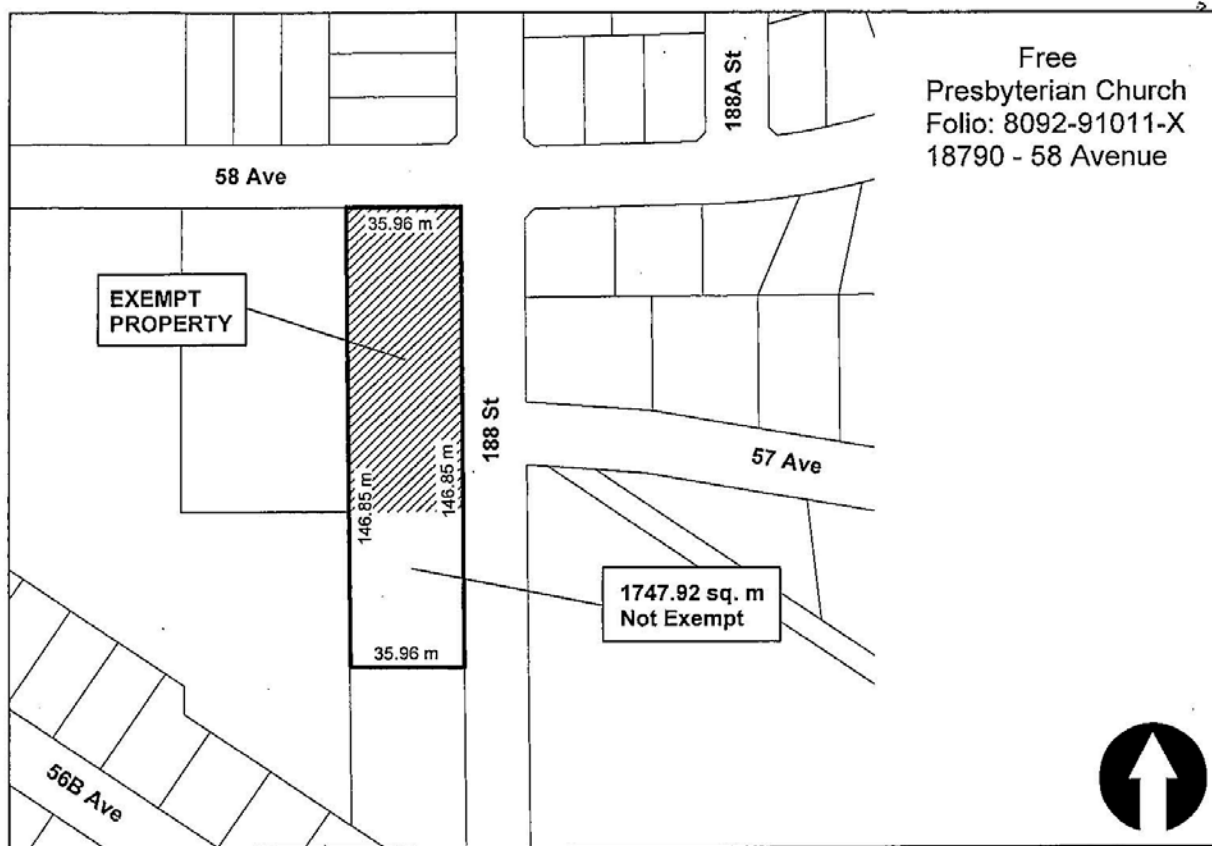 Free
Presbyterian Church
Folio: 8092-91011-X
18790 - 58 Avenue
188A St
58 Ave
35.96 m
EXEMPT
PROPERTY
188 St
146.85 m
146.85 m
57 Ave
1747.92 sq. m
Not Exempt
35.96 m
56B Ave